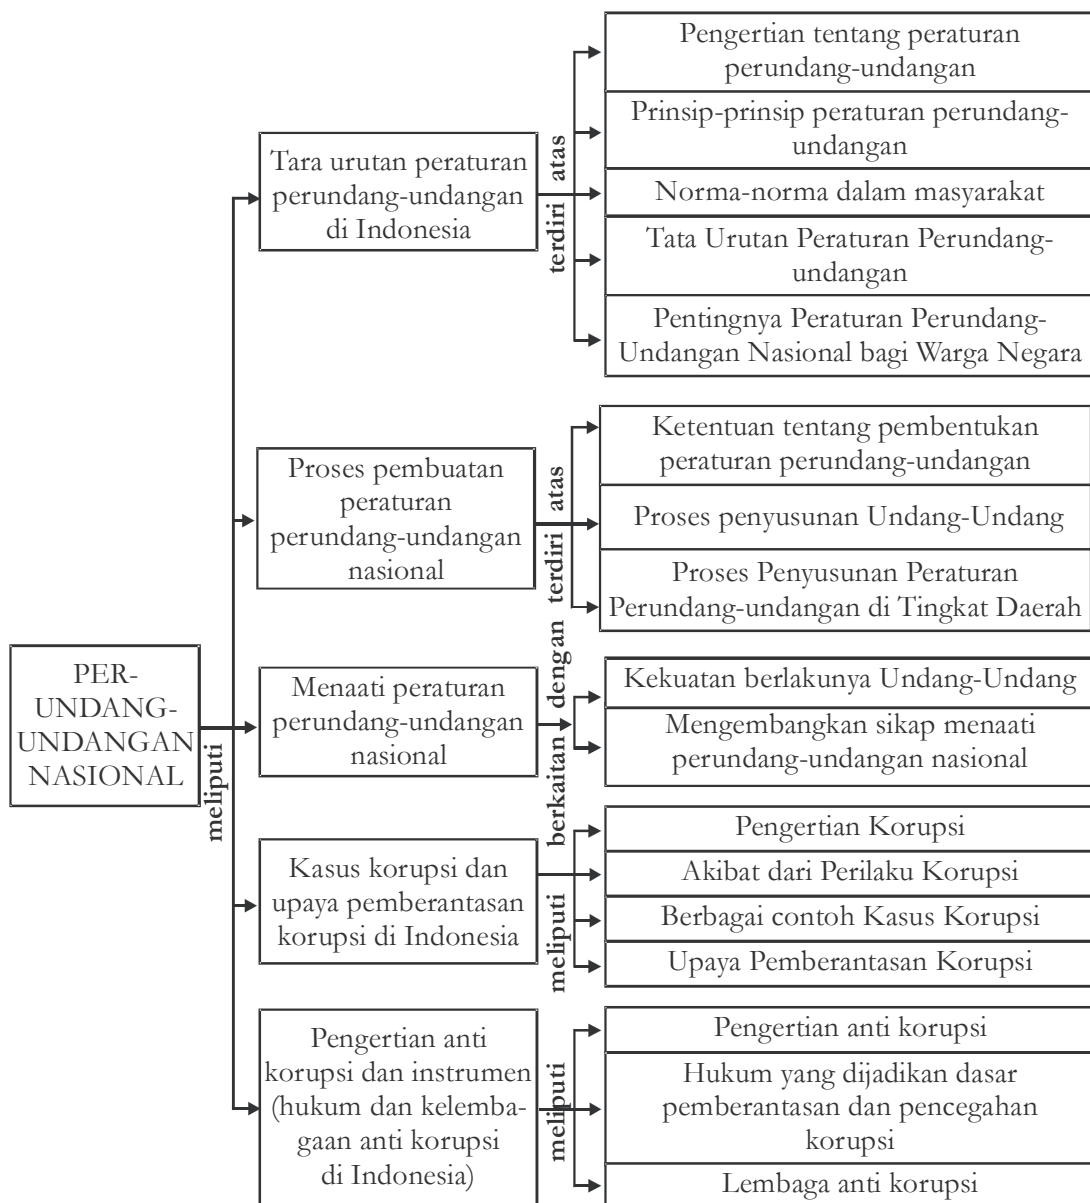 PER-
UNDANG-
UNDANGAN
NASIONAL
meliputi
Tara urutan peraturan
perundang-undangan
di Indonesia
terdiri atas
Pengertian tentang peraturan
perundang-undangan
Prinsip-prinsip peraturan perundang-
undangan
Norma-norma dalam masyarakat
Tata Urutan Peraturan Perundang-
undangan
Pentingnya Peraturan Perundang-
Undangan Nasional bagi Warga Negara
Proses pembuatan
peraturan
perundang-undangan
nasional
terdiri atas
Ketentuan tentang pembentukan
peraturan perundang-undangan
Proses penyusunan Undang-Undang
Proses Penyusunan Peraturan
Perundang-undangan di Tingkat Daerah
Menaati peraturan
perundang-undangan
nasional
berkaitan dengan
Kekuatan berlakunya Undang-Undang
Mengembangkan sikap menaati
perundang-undangan nasional
Kasus korupsi dan
upaya pemberantasan
korupsi di Indonesia
meliputi
Pengertian Korupsi
Akibat dari Perilaku Korupsi
Berbagai contoh Kasus Korupsi
Upaya Pemberantasan Korupsi
Pengertian anti
korupsi dan instrumen
(hukum dan kelemba-
gaan anti korupsi
di Indonesia)
meliputi
Pengertian anti korupsi
Hukum yang dijadikan dasar
pemberantasan dan pencegahan
korupsi
Lembaga anti korupsi